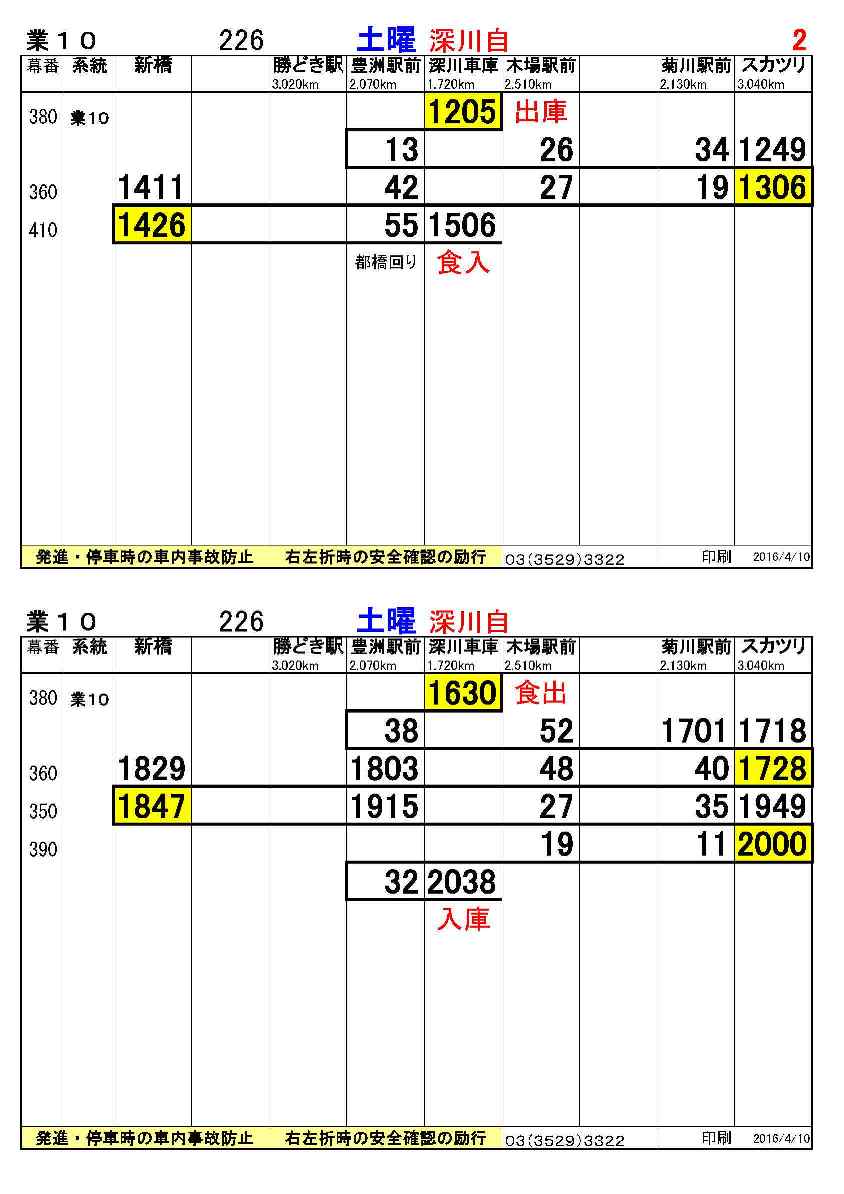 業１０ 226 土曜 深川自 2
幕番 系統 新橋 勝どき駅 豊洲駅前 深川車庫 木場駅前 菊川駅前 スカツリ
3.020km 2.070km 1.720km 2.510km 2.130km 3.040km
380 業10 1205 出庫
13 26 34 1249
360 1411 42 27 19 1306
410 1426 55 1506
都橋回り 食入
発進・停車時の車内事故防止 右左折時の安全確認の励行 03(3529)3322 印刷 2016/4/10
業１０ 226 土曜 深川自
幕番 系統 新橋 勝どき駅 豊洲駅前 深川車庫 木場駅前 菊川駅前 スカツリ
3.020km 2.070km 1.720km 2.510km 2.130km 3.040km
380 業10 1630 食出
38 52 1701 1718
360 1829 1803 48 40 1728
350 1847 1915 27 35 1949
390 19 11 2000
32 2038
入庫
発進・停車時の車内事故防止 右左折時の安全確認の励行 03(3529)3322 印刷 2016/4/10